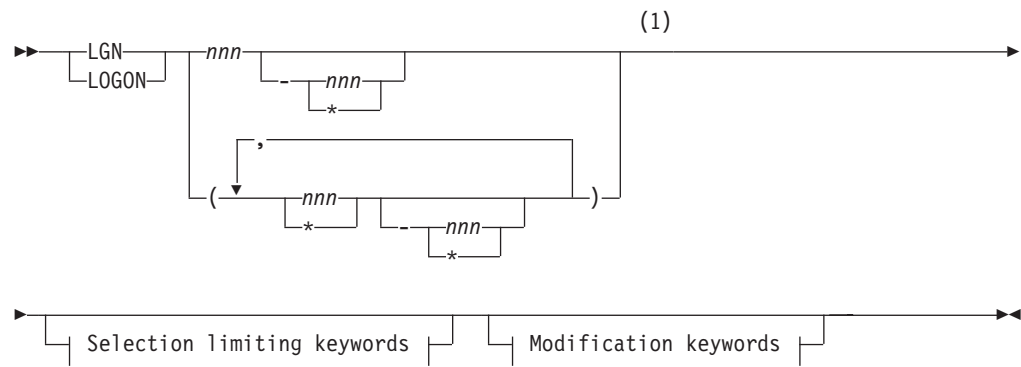 (1)
LGN nnn
LOGON - nnn
*
,
( nnn )
* - nnn
*
Selection limiting keywords Modification keywords